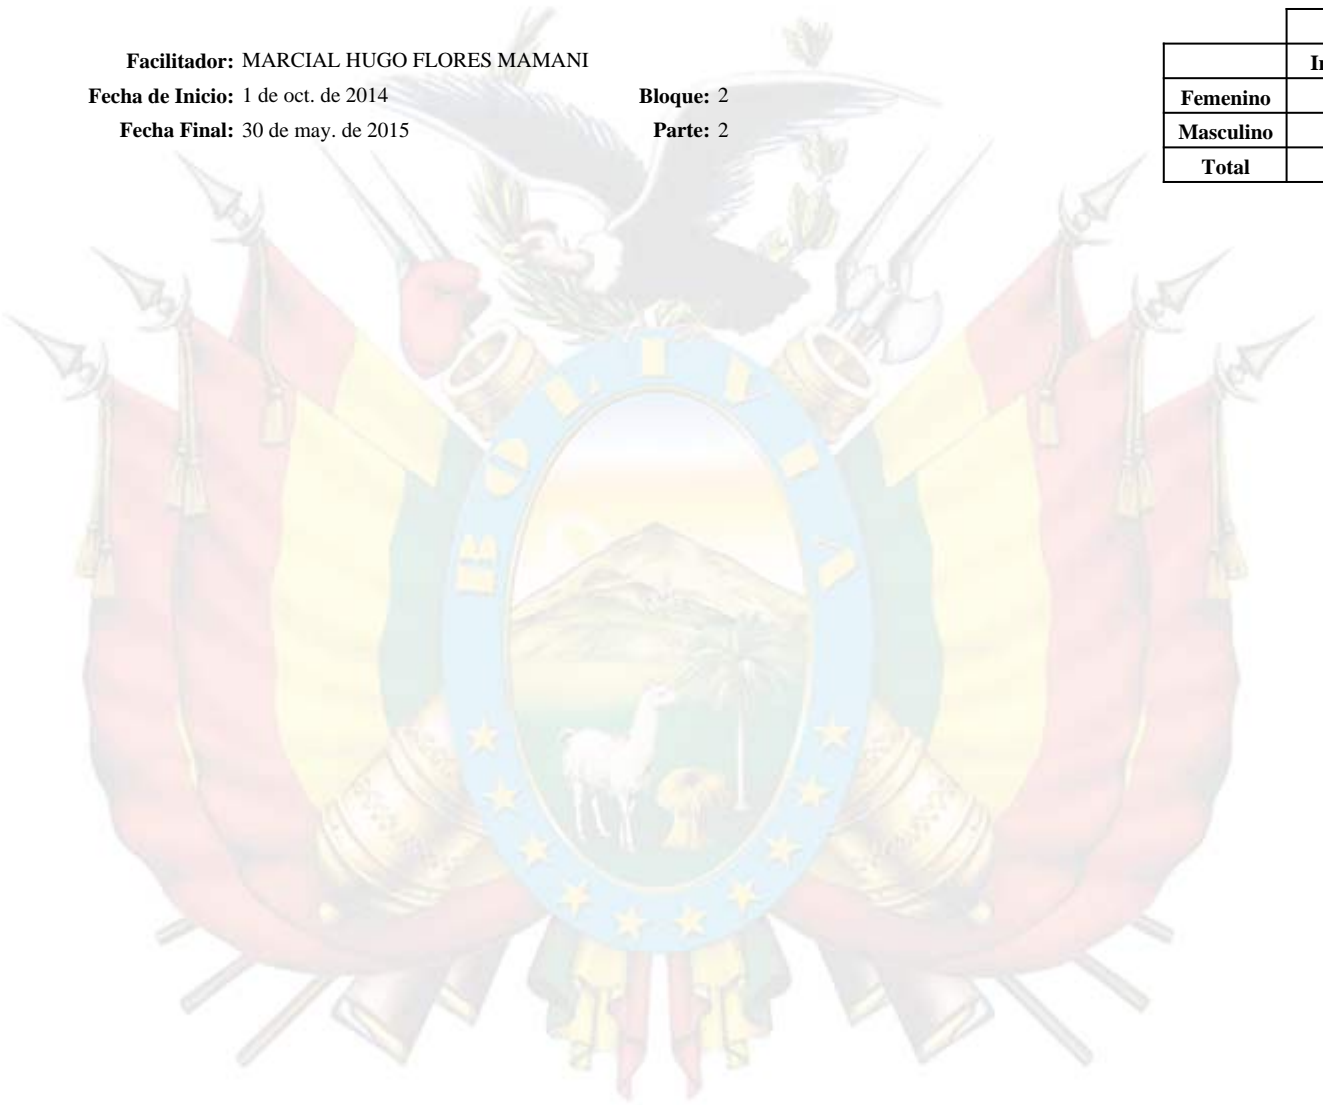 Facilitador: MARCIAL HUGO FLORES MAMANI
Fecha de Inicio: 1 de oct. de 2014 Bloque: 2
Fecha Final: 30 de may. de 2015 Parte: 2
Femenino
Masculino
Total
BOLIVIA